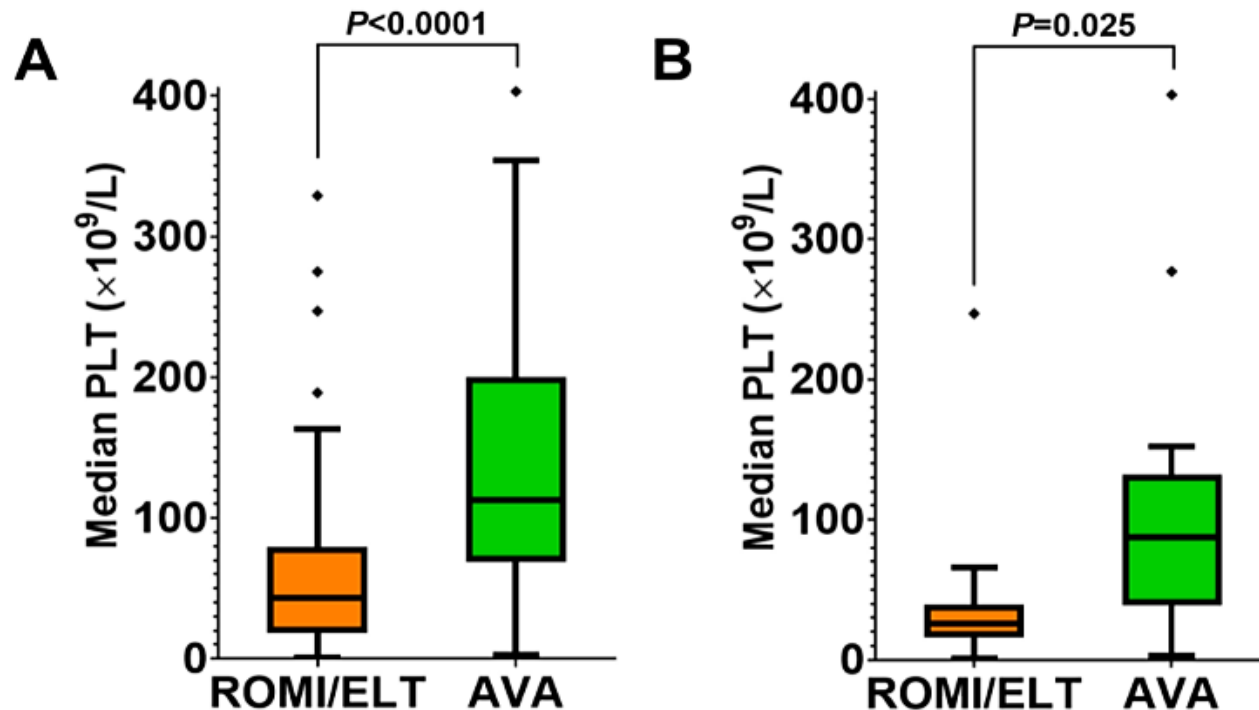 A
P<0.0001
Median PLT (×10⁹/L)
400
300
200
100
0
ROMI/ELT AVA
B
P=0.025
Median PLT (×10⁹/L)
400
300
200
100
0
ROMI/ELT AVA